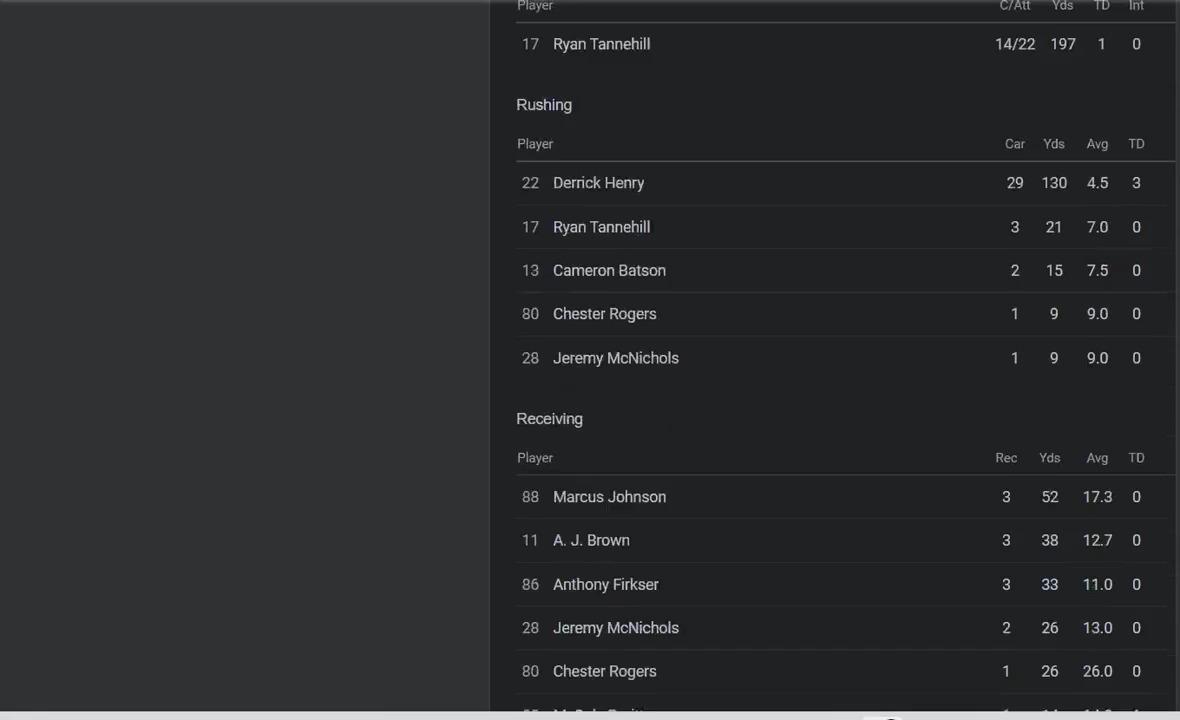 Player C/Att Yds TD Int
17 Ryan Tannehill 14/22 197 1 0
Rushing
Player Car Yds Avg TD
22 Derrick Henry 29 130 4.5 3
17 Ryan Tannehill 3 21 7.0 0
13 Cameron Batson 2 15 7.5 0
80 Chester Rogers 1 9 9.0 0
28 Jeremy McNichols 1 9 9.0 0
Receiving
Player Rec Yds Avg TD
88 Marcus Johnson 3 52 17.3 0
11 A. J. Brown 3 38 12.7 0
86 Anthony Firkser 3 33 11.0 0
28 Jeremy McNichols 2 26 13.0 0
80 Chester Rogers 1 26 26.0 0